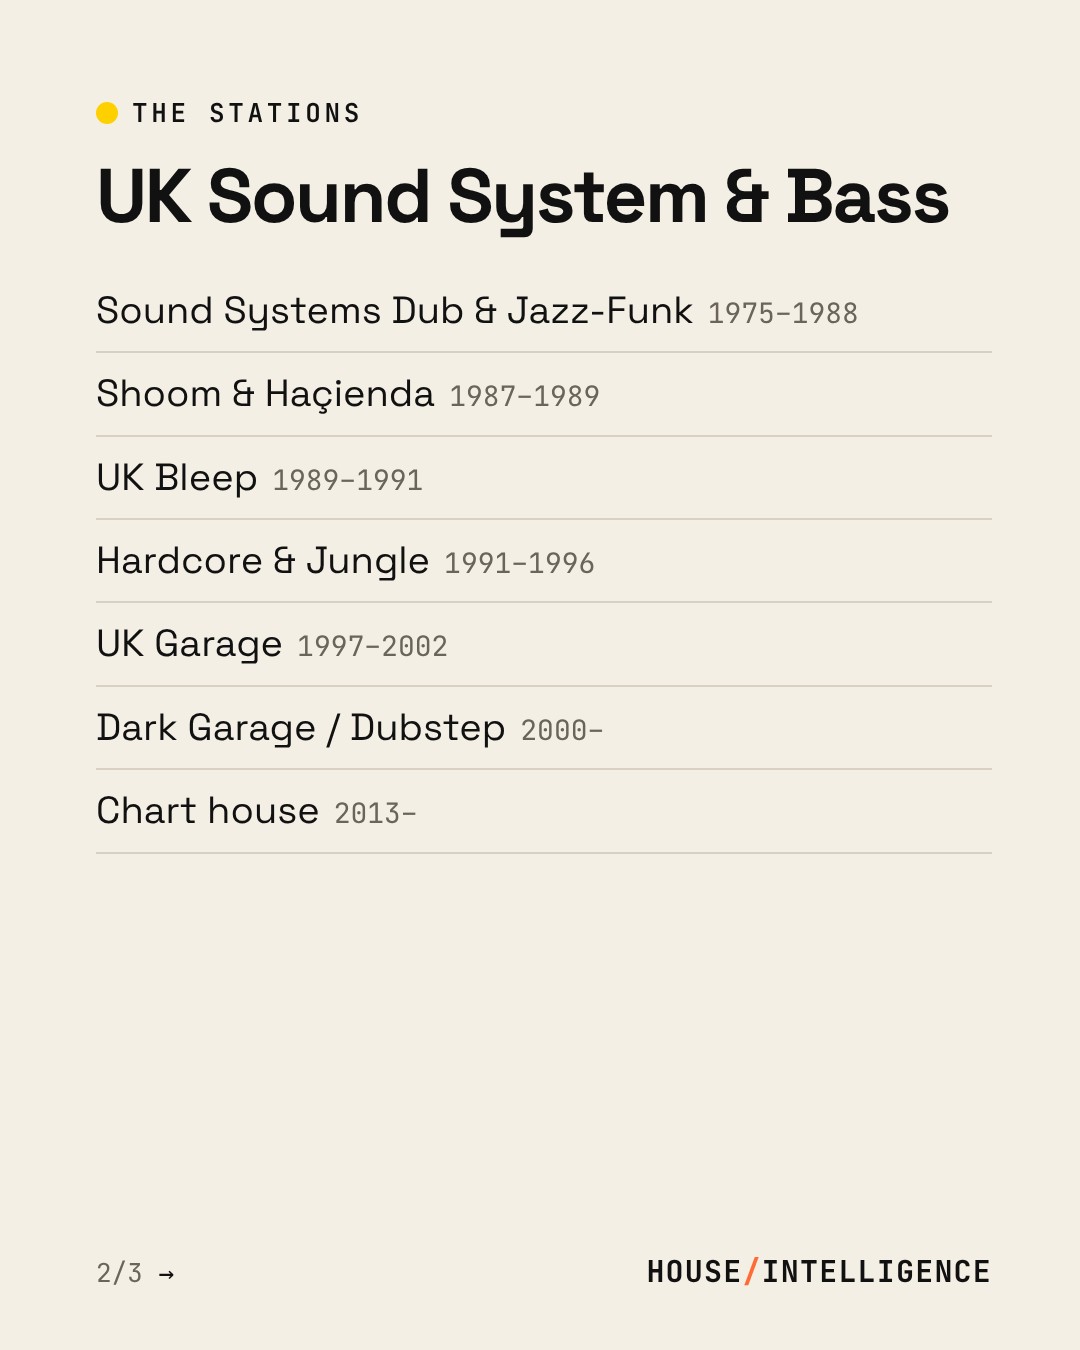 THE STATIONS
UK Sound System & Bass
Sound Systems Dub & Jazz-Funk 1975–1988
Shoom & Haçienda 1987–1989
UK Bleep 1989–1991
Hardcore & Jungle 1991–1996
UK Garage 1997–2002
Dark Garage / Dubstep 2000–
Chart house 2013–
2/3 →
HOUSE/INTELLIGENCE